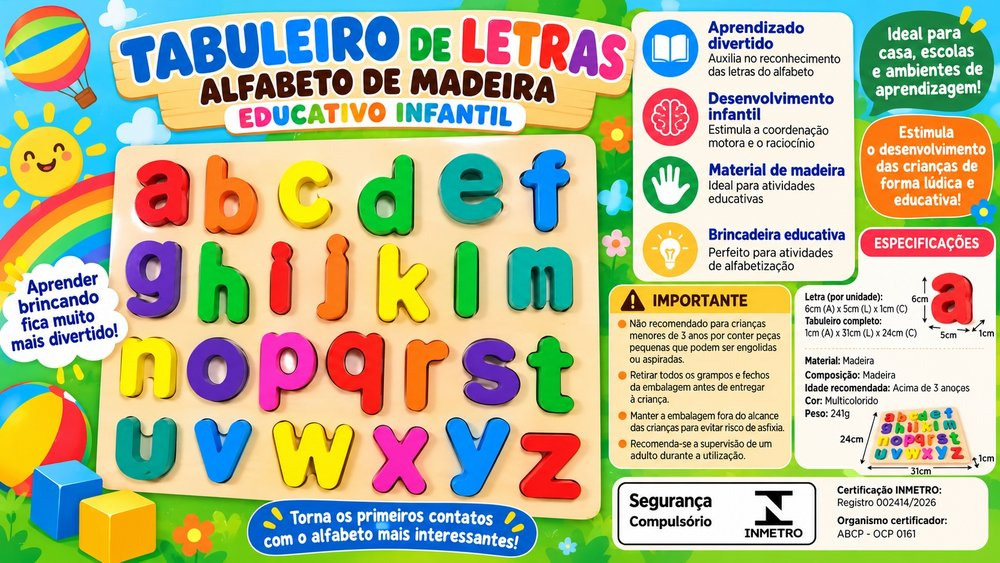 TABULEIRO DE LETRAS
ALFABETO DE MADEIRA
EDUCATIVO INFANTIL
a b c d e f
g h i j k l m
n o p q r s t
u v w x y z
Aprender
brincando
fica muito
mais divertido!
Torna os primeiros contatos
com o alfabeto mais interessantes!
Aprendizado
divertido
Auxilia no reconhecimento
das letras do alfabeto
Desenvolvimento
infantil
Estimula a coordenação
motora e o raciocínio
Material de madeira
Ideal para atividades
educativas
Brincadeira educativa
Perfeito para atividades
de alfabetização
Ideal para
casa, escolas
e ambientes de
aprendizagem!
Estimula
o desenvolvimento
das crianças de
forma lúdica e
educativa!
IMPORTANTE
Não recomendado para crianças
menores de 3 anos por conter peças
pequenas que podem ser engolidas
ou aspiradas.
Retirar todos os grampos e fechos
da embalagem antes de entregar
à criança.
Manter a embalagem fora do alcance
das crianças para evitar risco de asfixia.
Recomenda-se a supervisão de um
adulto durante a utilização.
ESPECIFICAÇÕES
Letra (por unidade):
6cm (A) x 5cm (L) x 1cm (C)
Tabuleiro completo:
1cm (A) x 31cm (L) x 24cm (C)
6cm
a
5cm
1cm
Material: Madeira
Composição: Madeira
Idade recomendada: Acima de 3 anoças
Cor: Multicolorido
Peso: 241g
24cm
a b c d e f
g h i j k l m
n o p q r s t
u v w x y z
1cm
31cm
Segurança
Compulsório
INMETRO
Certificação INMETRO:
Registro 002414/2026
Organismo certificador:
ABCP - OCP 0161